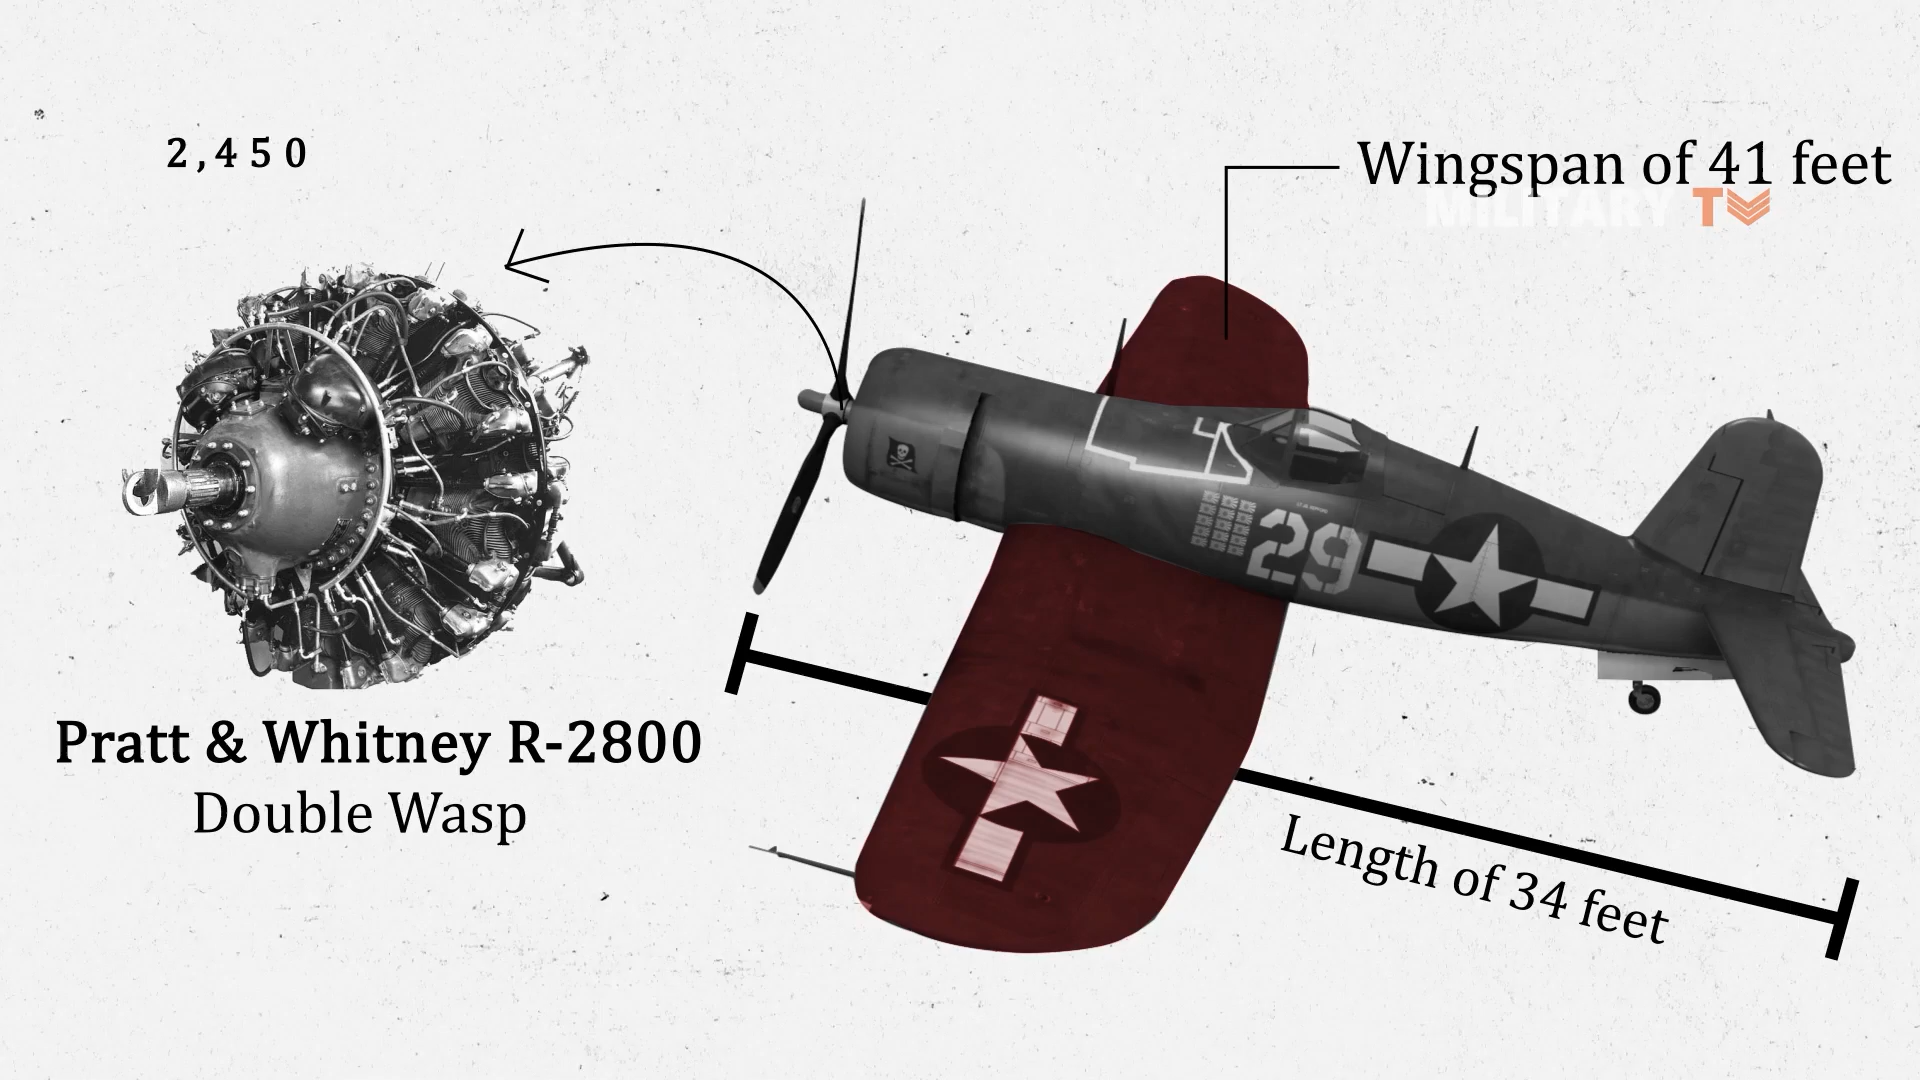 2,450
Wingspan of 41 feet
MILITARY TV
29
Pratt & Whitney R-2800
Double Wasp
Length of 34 feet